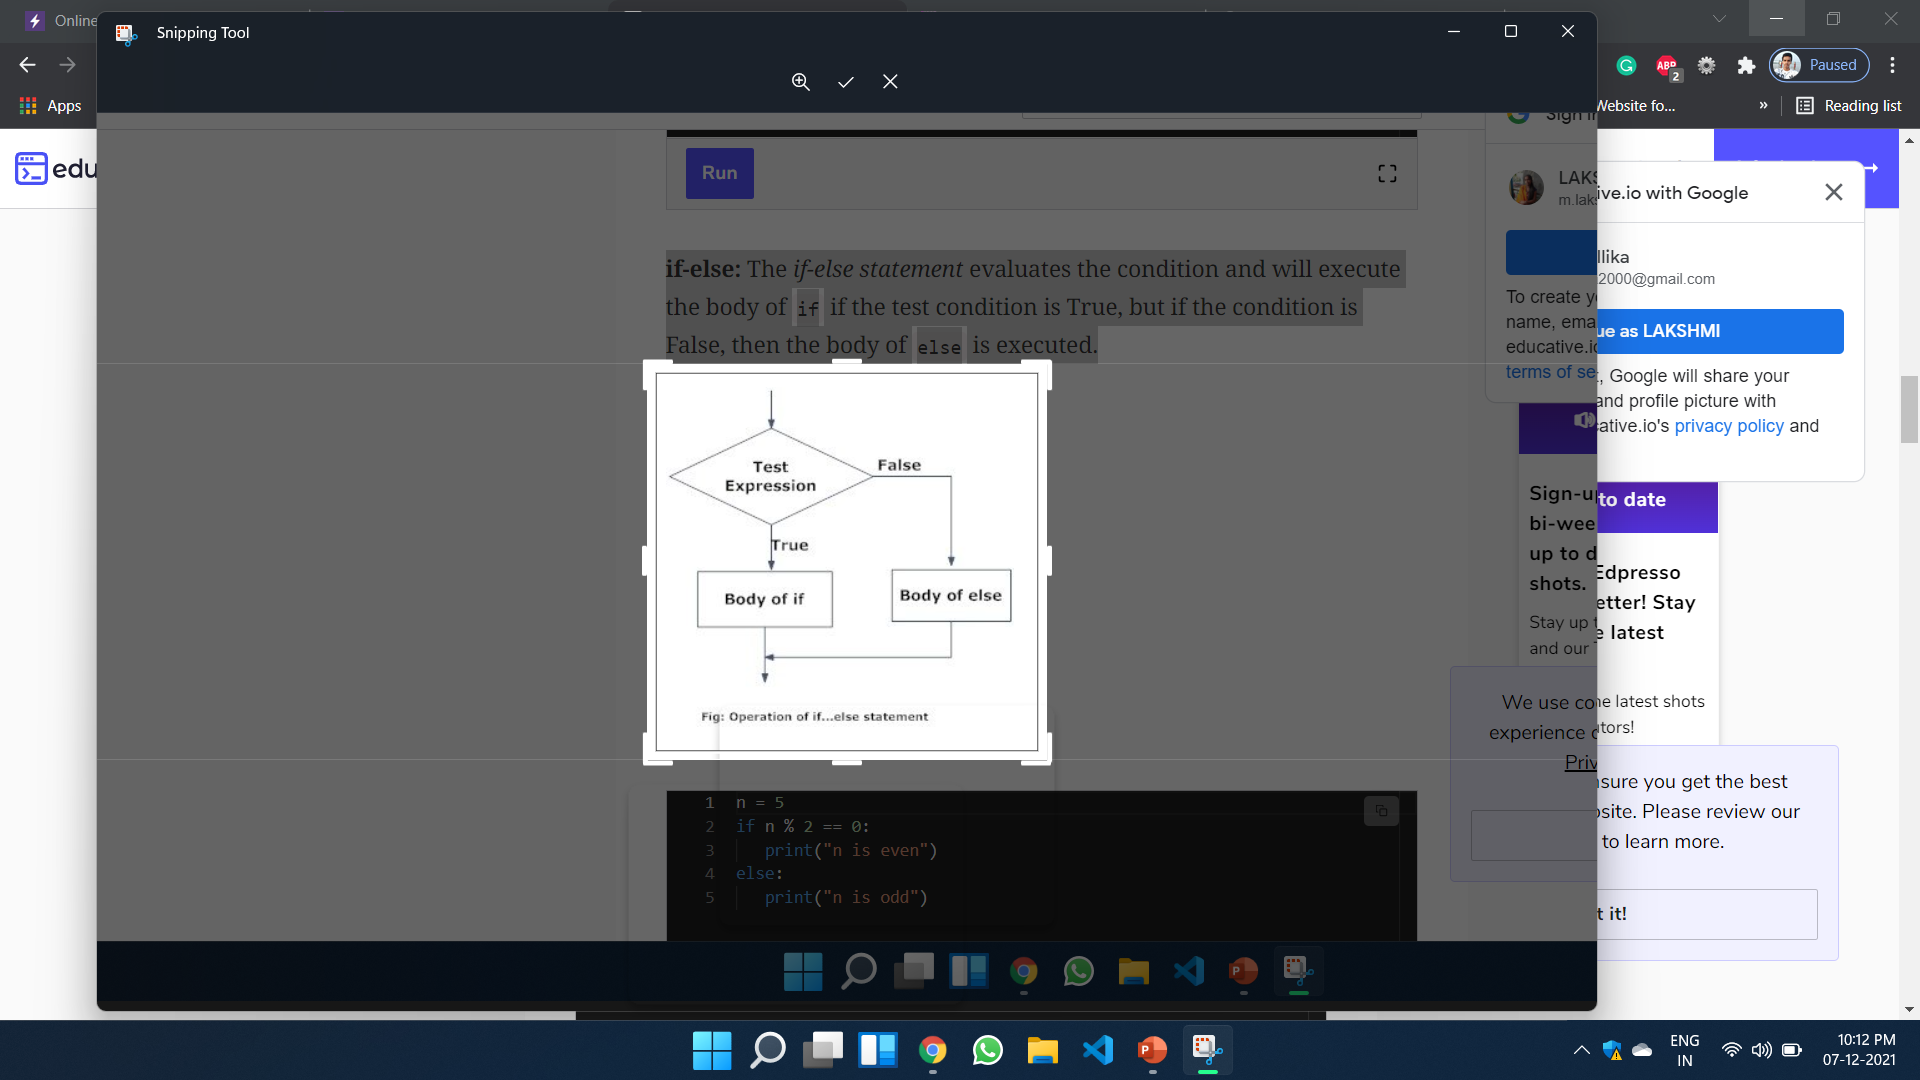 Online
Snipping Tool
Paused
2
Apps
Website fo...
»
Reading list
edu
Run
LAKS
m.laks
ive.io with Google
llika
2000@gmail.com
ue as LAKSHMI
if-else: The if-else statement evaluates the condition and will execute
the body of if if the test condition is True, but if the condition is
False, then the body of else is executed.
To create y
name, ema
educative.i
terms of se
, Google will share your
and profile picture with
cative.io's privacy policy and
Test
Expression
False
True
Body of if
Body of else
Fig: Operation of if...else statement
Sign-u
bi-wee
up to d
shots.
Stay up t
and our
to date
Edpresso
etter! Stay
e latest
ne latest shots
utors!
We use co
experience
Priv
nsure you get the best
bsite. Please review our
to learn more.
t it!
1 n = 5
2 if n % 2 == 0:
3 print("n is even")
4 else:
5 print("n is odd")
ENG
IN
10:12 PM
07-12-2021